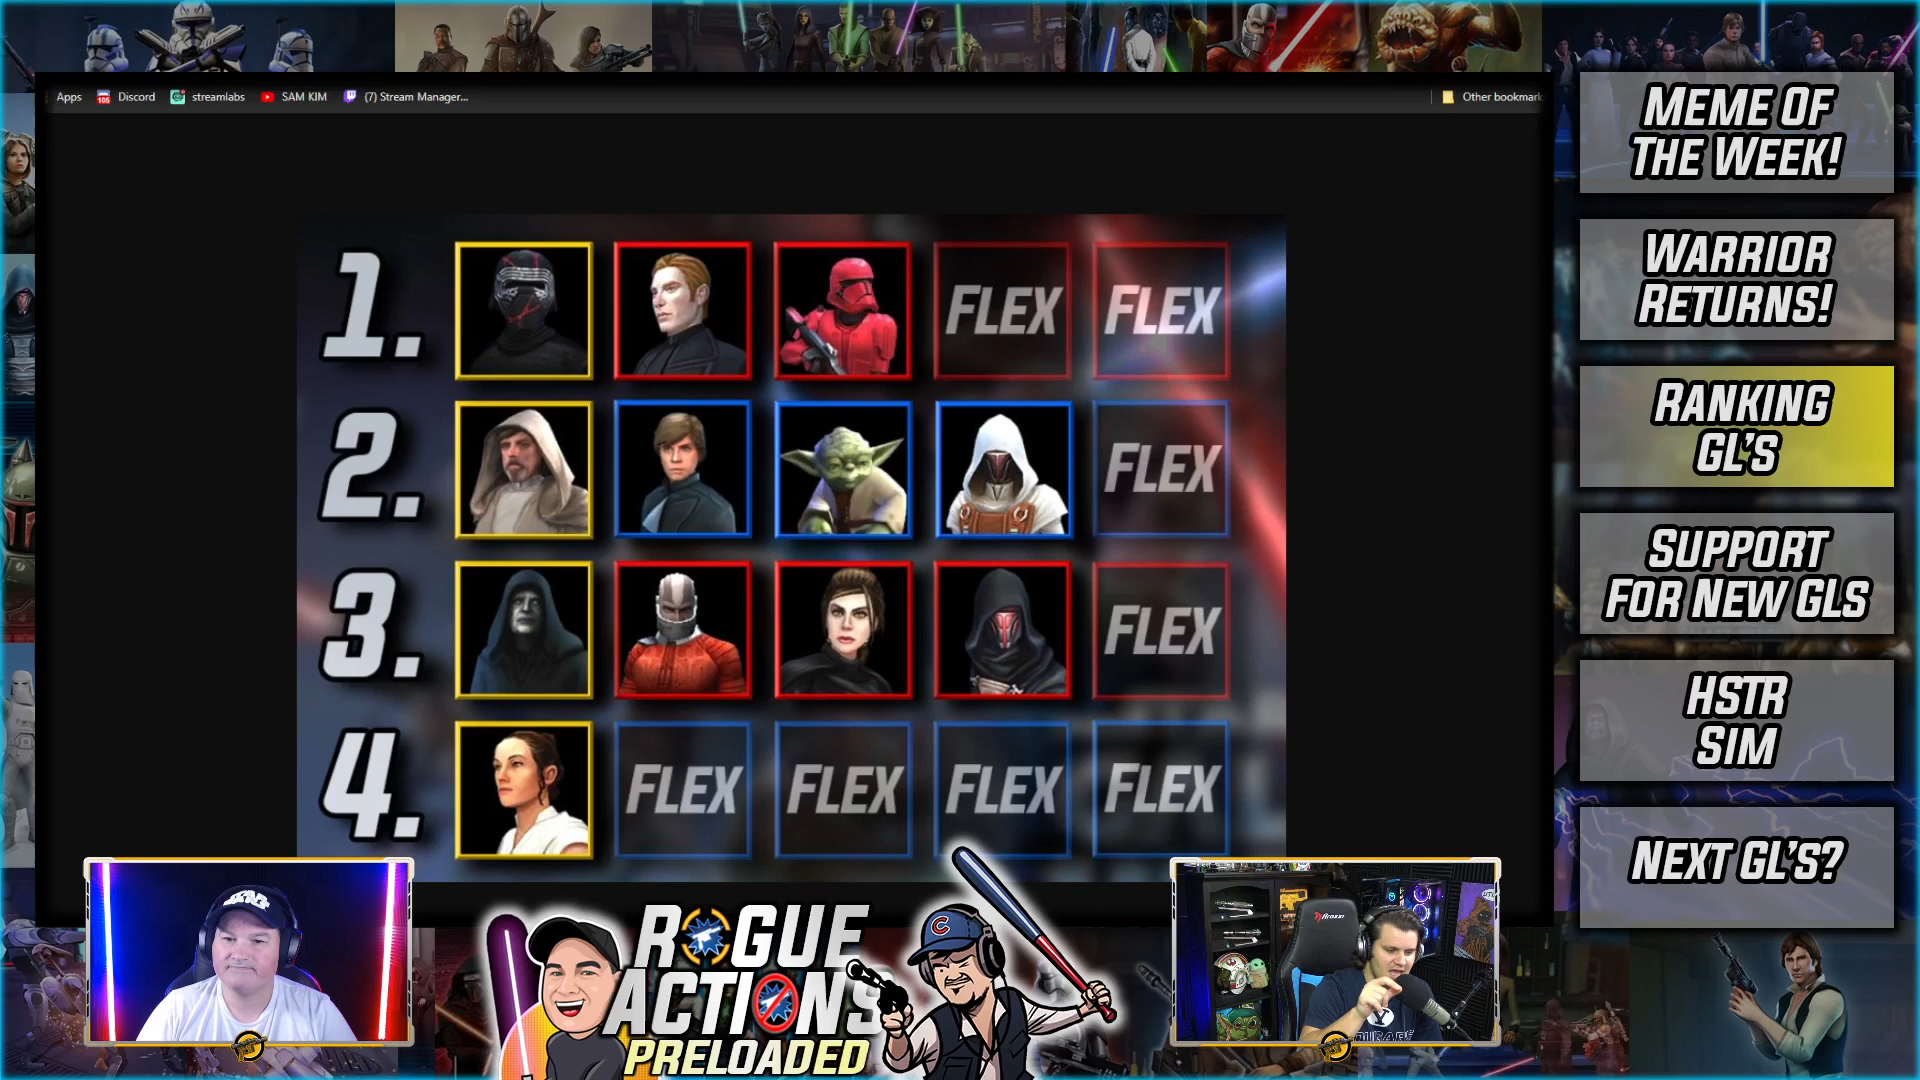 Apps
Discord
streamlabs
SAM KIM
(7) Stream Manager...
Other bookmark
1.
FLEX
FLEX
2.
FLEX
3.
FLEX
4.
FLEX
FLEX
FLEX
FLEX
MEME OF
THE WEEK!
WARRIOR
RETURNS!
RANKING
GL'S
SUPPORT
FOR NEW GLS
HSTR
SIM
NEXT GL'S?
ROGUE
ACTIONS
PRELOADED